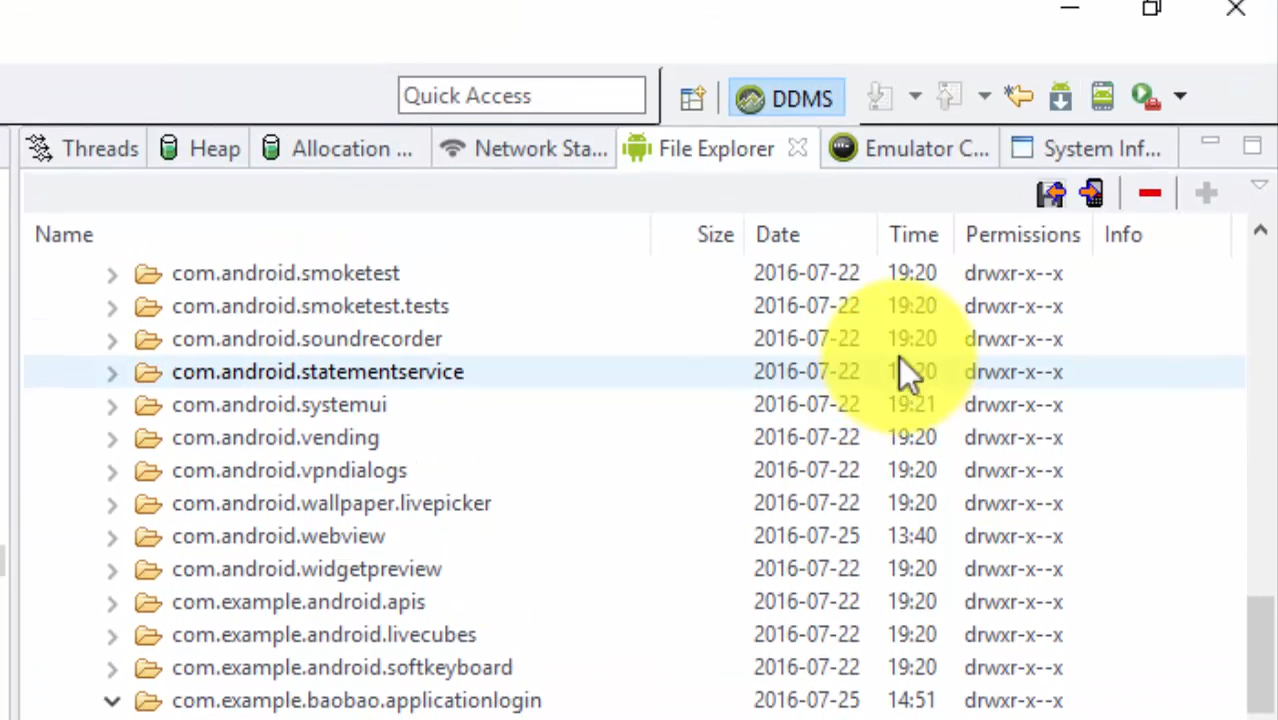 Quick Access DDMS
Threads Heap Allocation ... Network Sta... File Explorer Emulator C... System Inf...
Name Size Date Time Permissions Info
com.android.smoketest 2016-07-22 19:20 drwxr-x--x
com.android.smoketest.tests 2016-07-22 19:20 drwxr-x--x
com.android.soundrecorder 2016-07-22 19:20 drwxr-x--x
com.android.statementservice 2016-07-22 drwxr-x--x
com.android.systemui 2016-07-22 19:21 drwxr-x--x
com.android.vending 2016-07-22 19:20 drwxr-x--x
com.android.vpndialogs 2016-07-22 19:20 drwxr-x--x
com.android.wallpaper.livepicker 2016-07-22 19:20 drwxr-x--x
com.android.webview 2016-07-25 13:40 drwxr-x--x
com.android.widgetpreview 2016-07-22 19:20 drwxr-x--x
com.example.android.apis 2016-07-22 19:20 drwxr-x--x
com.example.android.livecubes 2016-07-22 19:20 drwxr-x--x
com.example.android.softkeyboard 2016-07-22 19:20 drwxr-x--x
com.example.baobao.applicationlogin 2016-07-25 14:51 drwxr-x--x